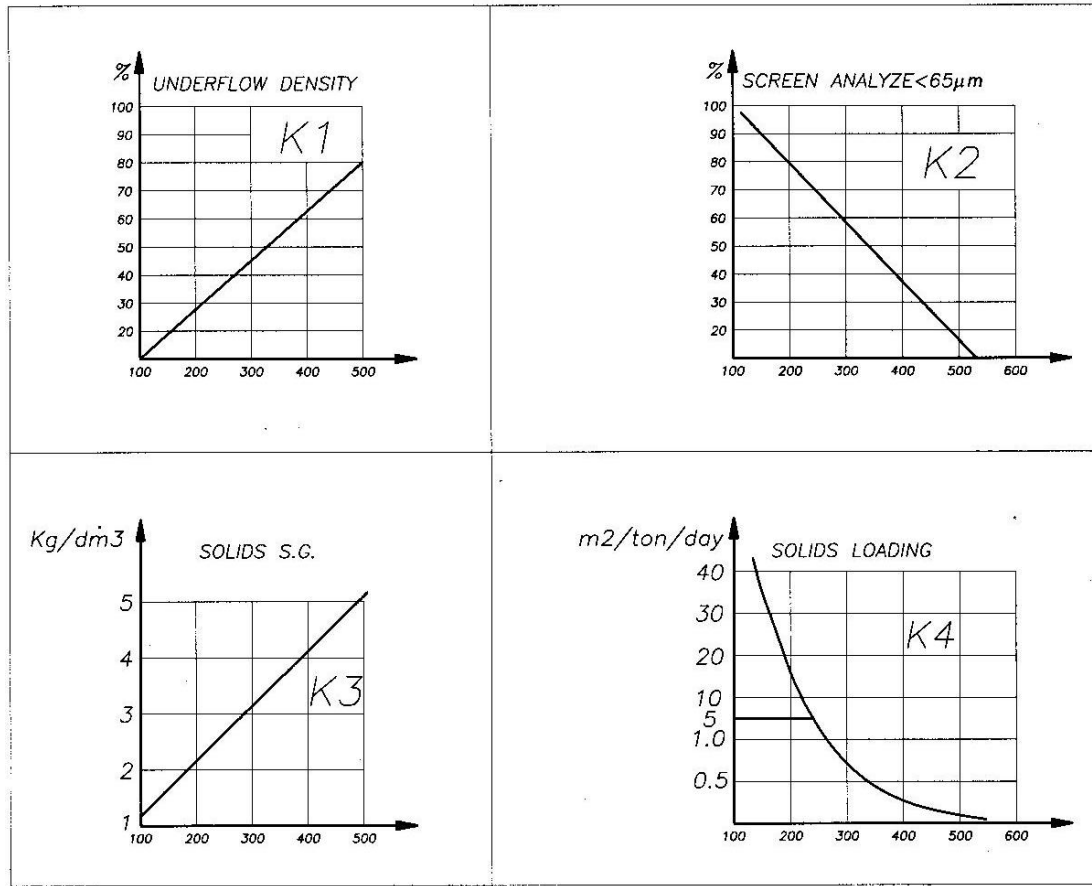 % UNDERFLOW DENSITY
K1
100
90
80
70
60
50
40
30
20
100 200 300 400 500
% SCREEN ANALYZE<65μm
K2
100
90
80
70
60
50
40
30
20
100 200 300 400 500 600
Kg/dm3
SOLIDS S.G.
K3
5
4
3
2
1
100 200 300 400 500
m2/ton/day SOLIDS LOADING
K4
40
30
20
10
5
1.0
0.5
100 200 300 400 500 600